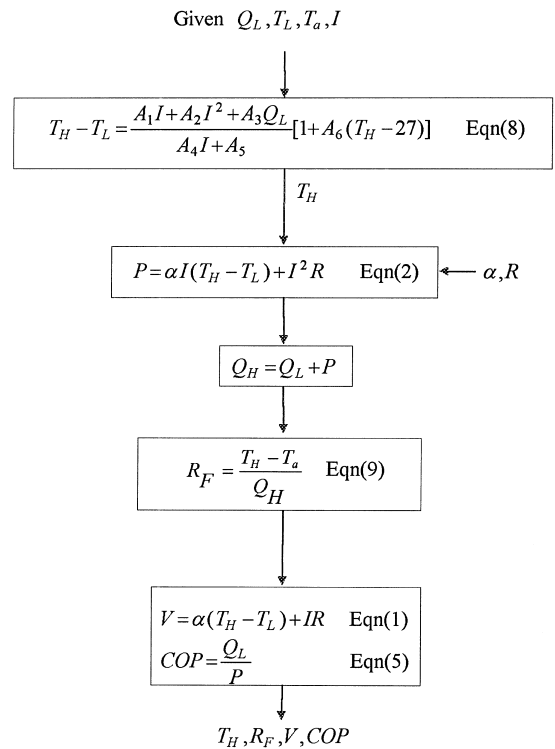 Given Q_L, T_L, T_a, I
T_H − T_L = (A_1 I + A_2 I^2 + A_3 Q_L) / (A_4 I + A_5) [1 + A_6 (T_H − 27)] Eqn(8)
T_H
P = αI(T_H − T_L) + I^2 R Eqn(2) α, R
Q_H = Q_L + P
R_F = (T_H − T_a) / Q_H Eqn(9)
V = α(T_H − T_L) + IR Eqn(1)
COP = Q_L / P Eqn(5)
T_H, R_F, V, COP